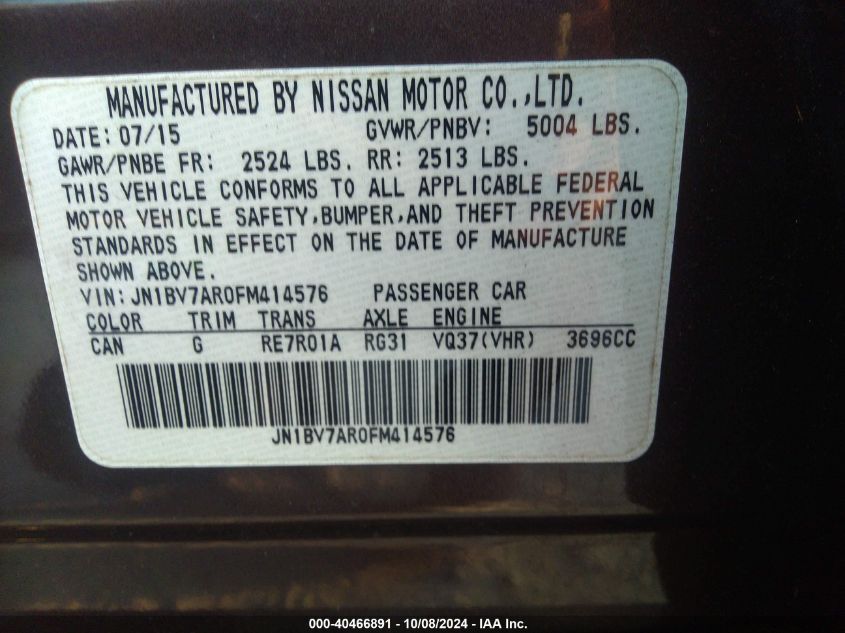 MANUFACTURED BY NISSAN MOTOR CO.,LTD.
DATE: 07/15 GVWR/PNBV: 5004 LBS.
GAWR/PNBE FR: 2524 LBS. RR: 2513 LBS.
THIS VEHICLE CONFORMS TO ALL APPLICABLE FEDERAL
MOTOR VEHICLE SAFETY,BUMPER,AND THEFT PREVENTION
STANDARDS IN EFFECT ON THE DATE OF MANUFACTURE
SHOWN ABOVE.
VIN: JN1BV7AR0FM414576 PASSENGER CAR
COLOR TRIM TRANS AXLE ENGINE
CAN G RE7R01A RG31 VQ37(VHR) 3696CC
JN1BV7AR0FM414576
000-40466891 - 10/08/2024 - IAA Inc.